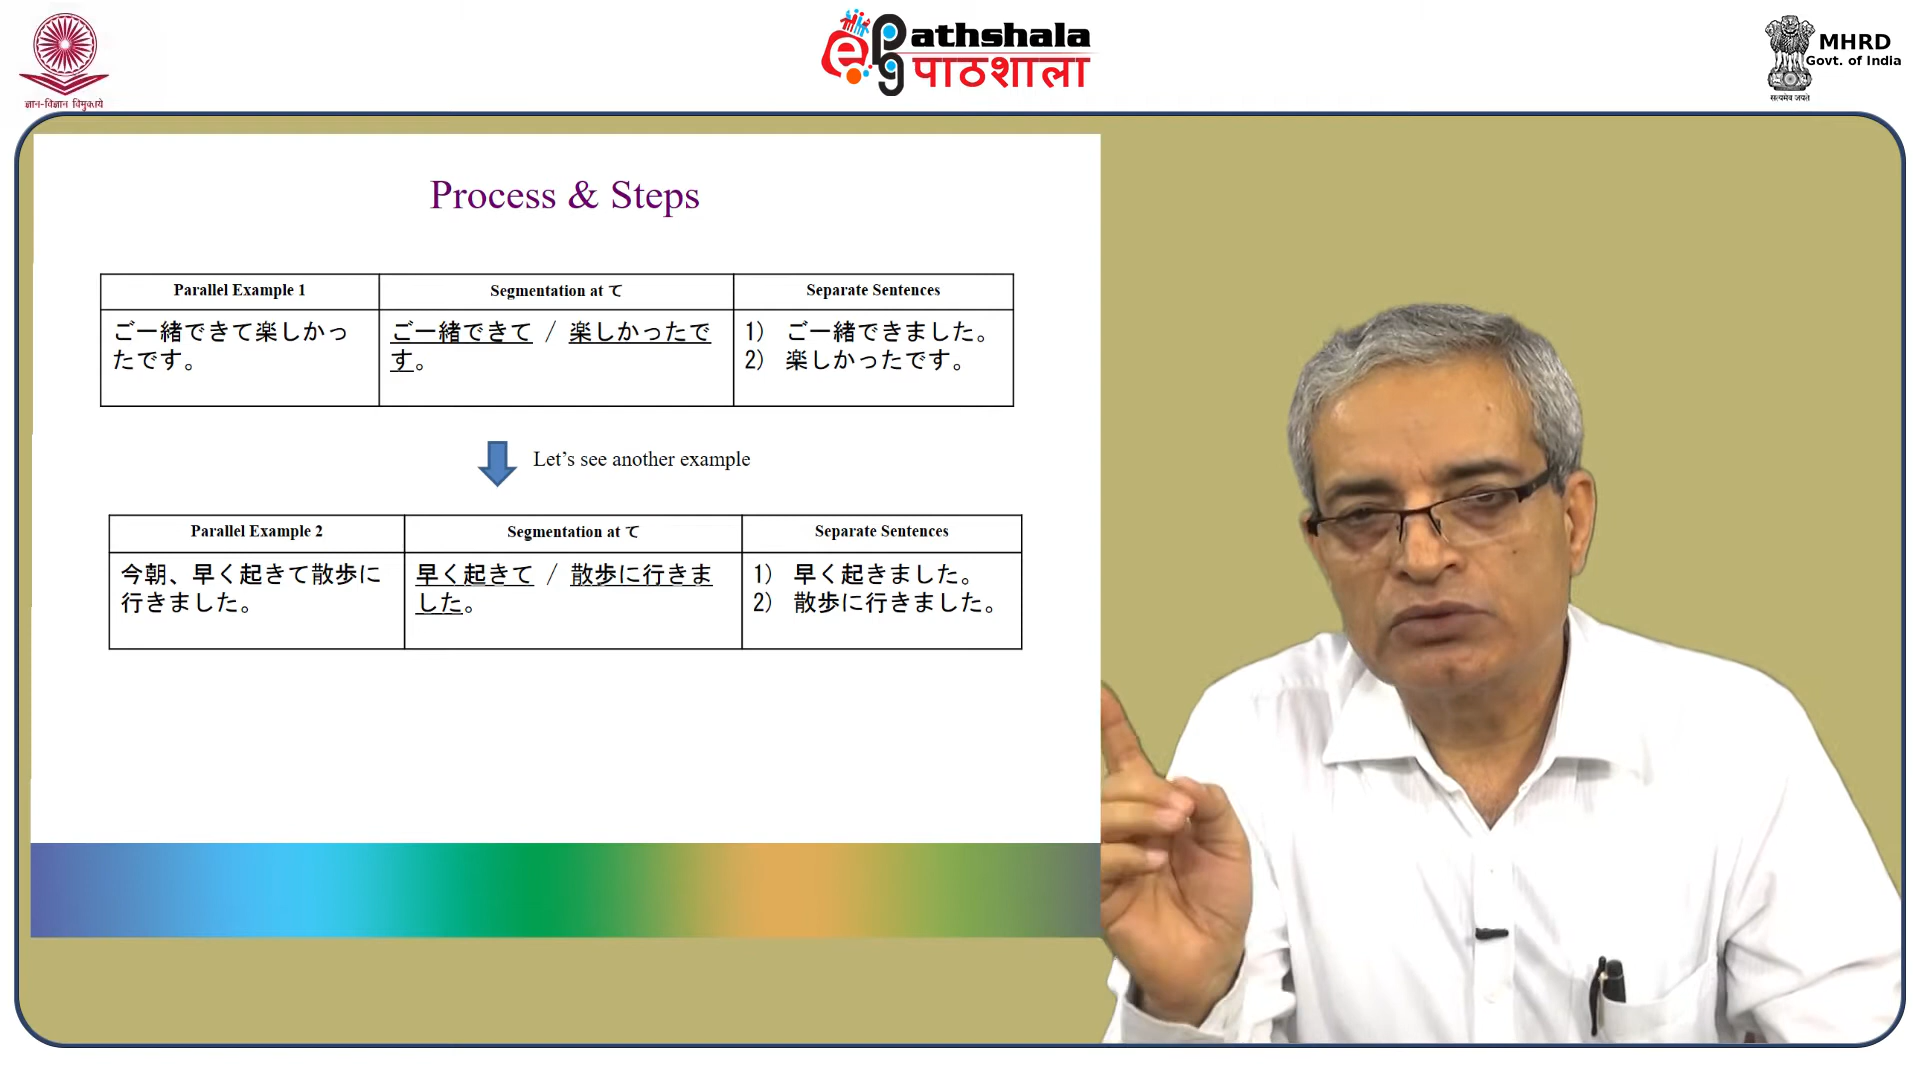 ज्ञान-विज्ञान विमुक्तये
ePathshala
पाठशाला
MHRD
Govt. of India
सत्यमेव जयते
Process & Steps
Parallel Example 1
Segmentation at て
Separate Sentences
ご一緒できて楽しかっ
たです。
ご一緒できて / 楽しかったで
す。
1) ご一緒できました。
2) 楽しかったです。
Let’s see another example
Parallel Example 2
Segmentation at て
Separate Sentences
今朝、早く起きて散歩に
行きました。
早く起きて / 散歩に行きま
した。
1) 早く起きました。
2) 散歩に行きました。